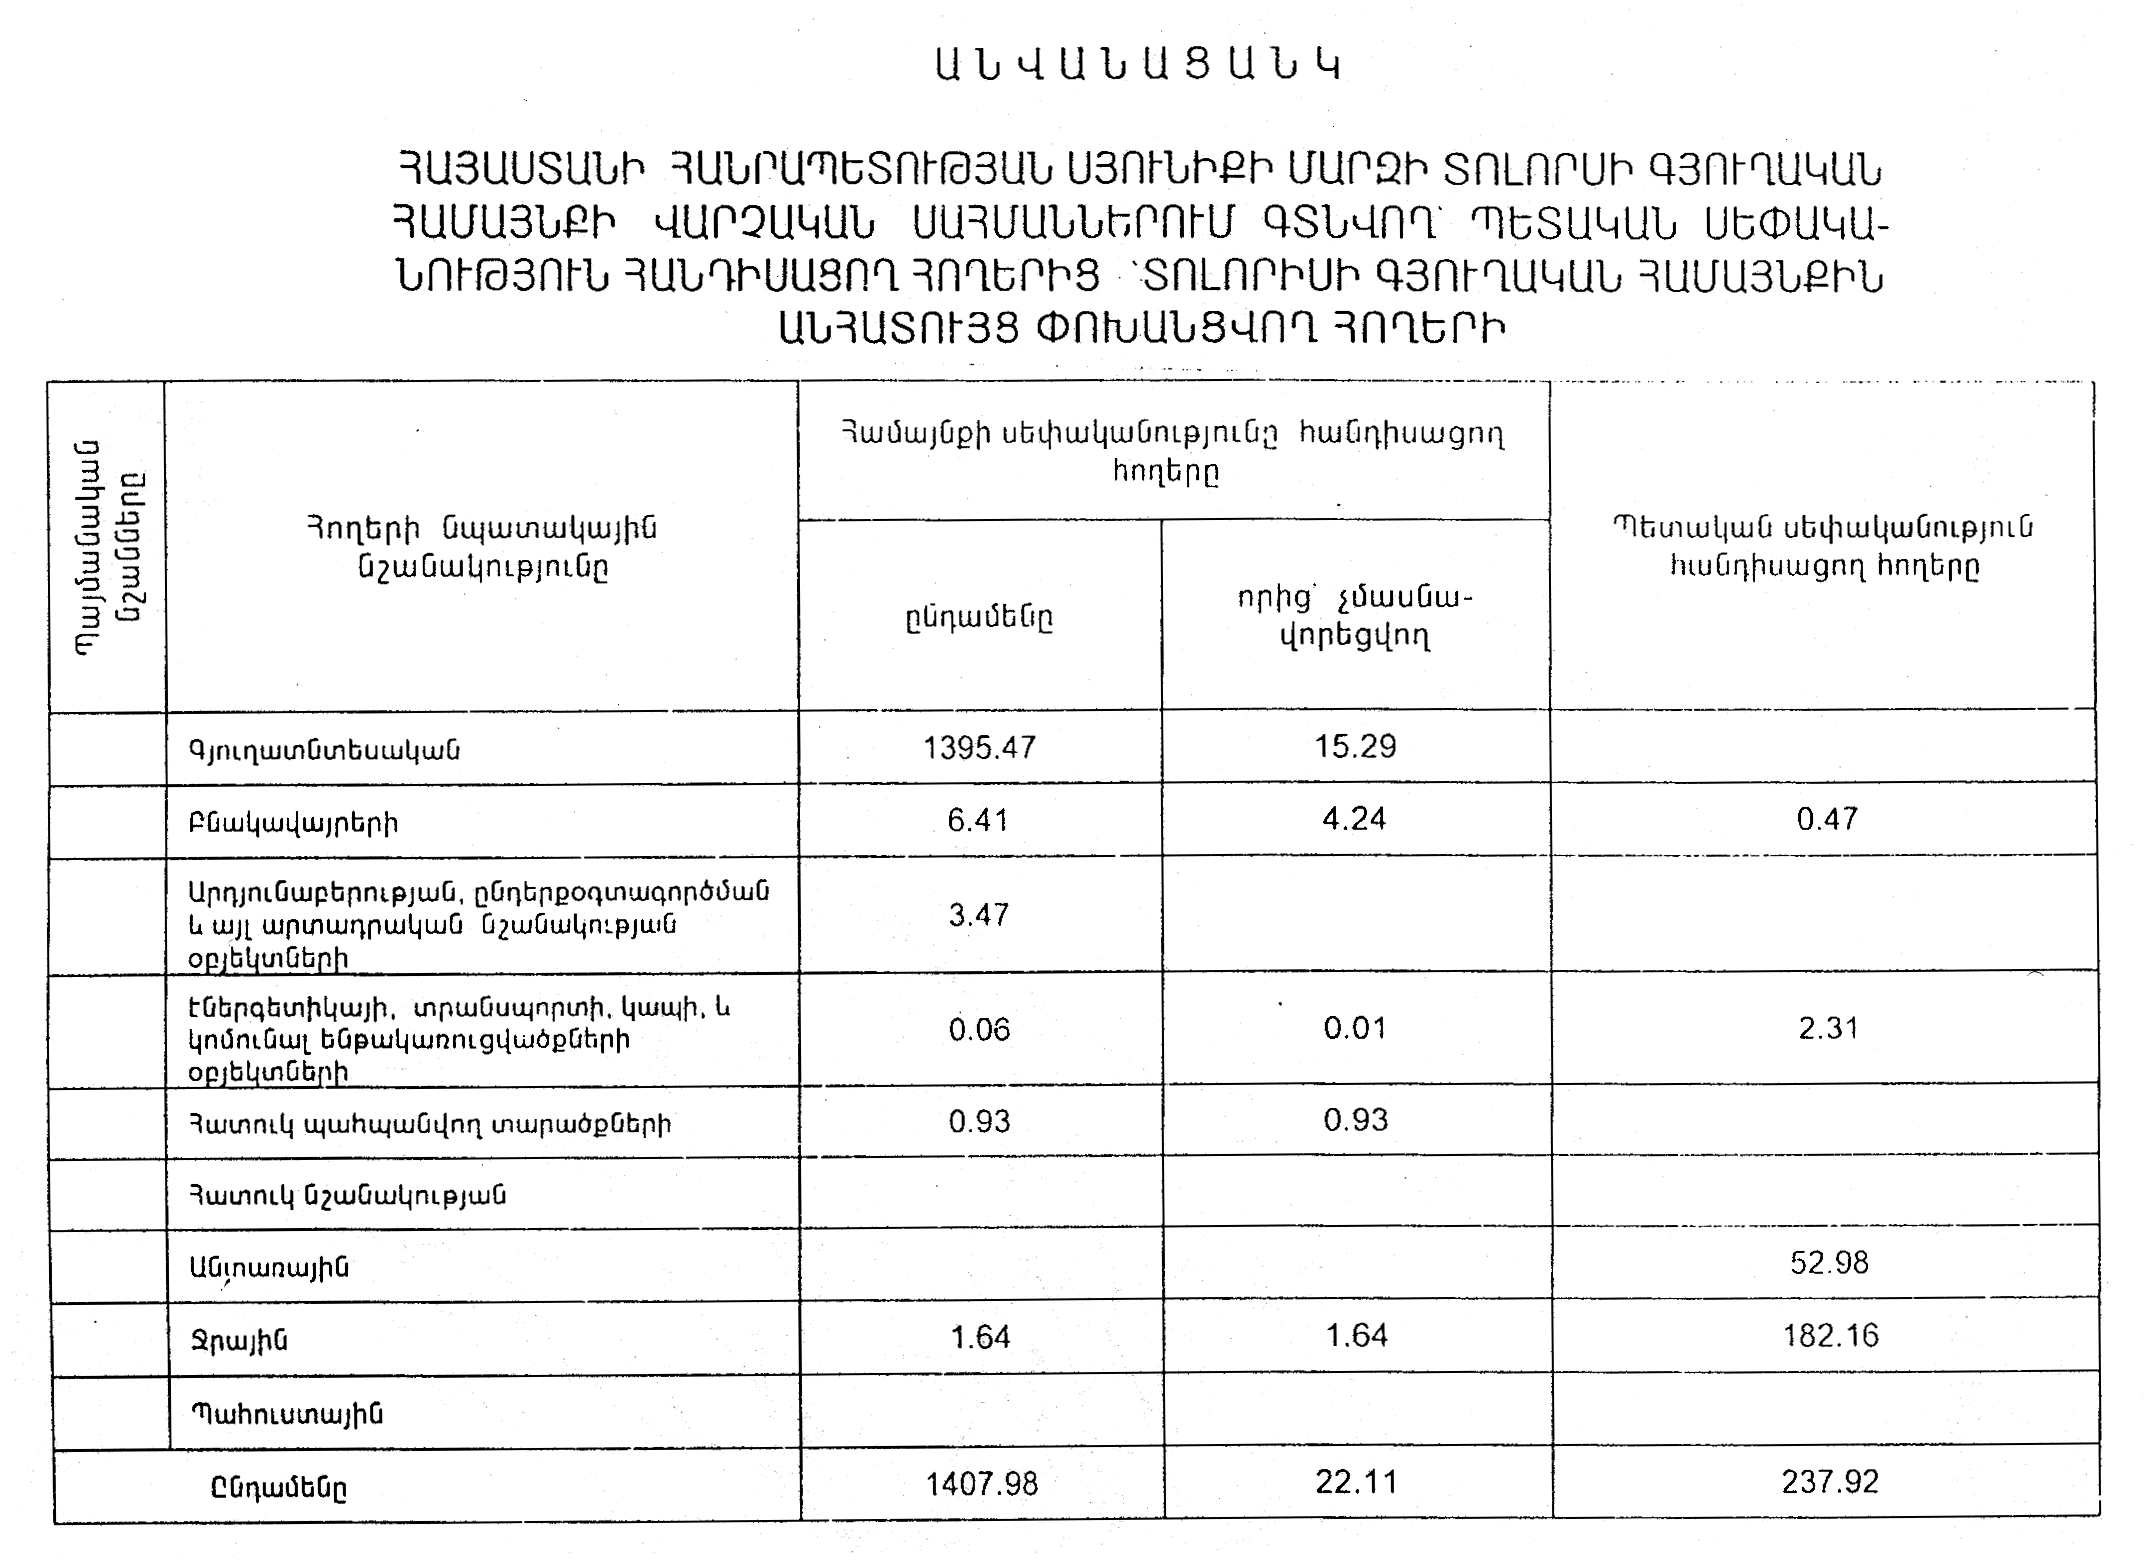 ԱՆՎԱՆԱՑԱՆԿ
ՀԱՅԱՍՏԱՆԻ ՀԱՆՐԱՊԵՏՈՒԹՅԱՆ ՍՅՈՒՆԻՔԻ ՄԱՐԶԻ ՏՈԼՈՐՍԻ ԳՅՈՒՂԱԿԱՆ
ՀԱՄԱՅՆՔԻ ՎԱՐՉԱԿԱՆ ՍԱՀՄԱՆՆԵՐՈՒՄ ԳՏՆՎՈՂ՝ ՊԵՏԱԿԱՆ ՍԵՓԱԿԱ-
ՆՈՒԹՅՈՒՆ ՀԱՆԴԻՍԱՑՈՂ ՀՈՂԵՐԻՑ ՝ՏՈԼՈՐԻՍԻ ԳՅՈՒՂԱԿԱՆ ՀԱՄԱՅՆՔԻՆ
ԱՆՀԱՏՈՒՅՑ ՓՈԽԱՆՑՎՈՂ ՀՈՂԵՐԻ
Պայմանական
նշանները
Հողերի նպատակային
նշանակությունը
Համայնքի սեփականությունը հանդիսացող
հողերը
ընդամենը
որից՝ չմասնա-
վորեցվող
Պետական սեփականություն
հանդիսացող հողերը
Գյուղատնտեսական 1395.47 15.29
Բնակավայրերի 6.41 4.24 0.47
Արդյունաբերության, ընդերքօգտագործման
և այլ արտադրական նշանակության
օբյեկտների
3.47
Էներգետիկայի, տրանսպորտի, կապի, և
կոմունալ ենթակառուցվածքների
օբյեկտների
0.06 0.01 2.31
Հատուկ պահպանվող տարածքների 0.93 0.93
Հատուկ նշանակության
Անտառային 52.98
Ջրային 1.64 1.64 182.16
Պահուստային
Ընդամենը 1407.98 22.11 237.92